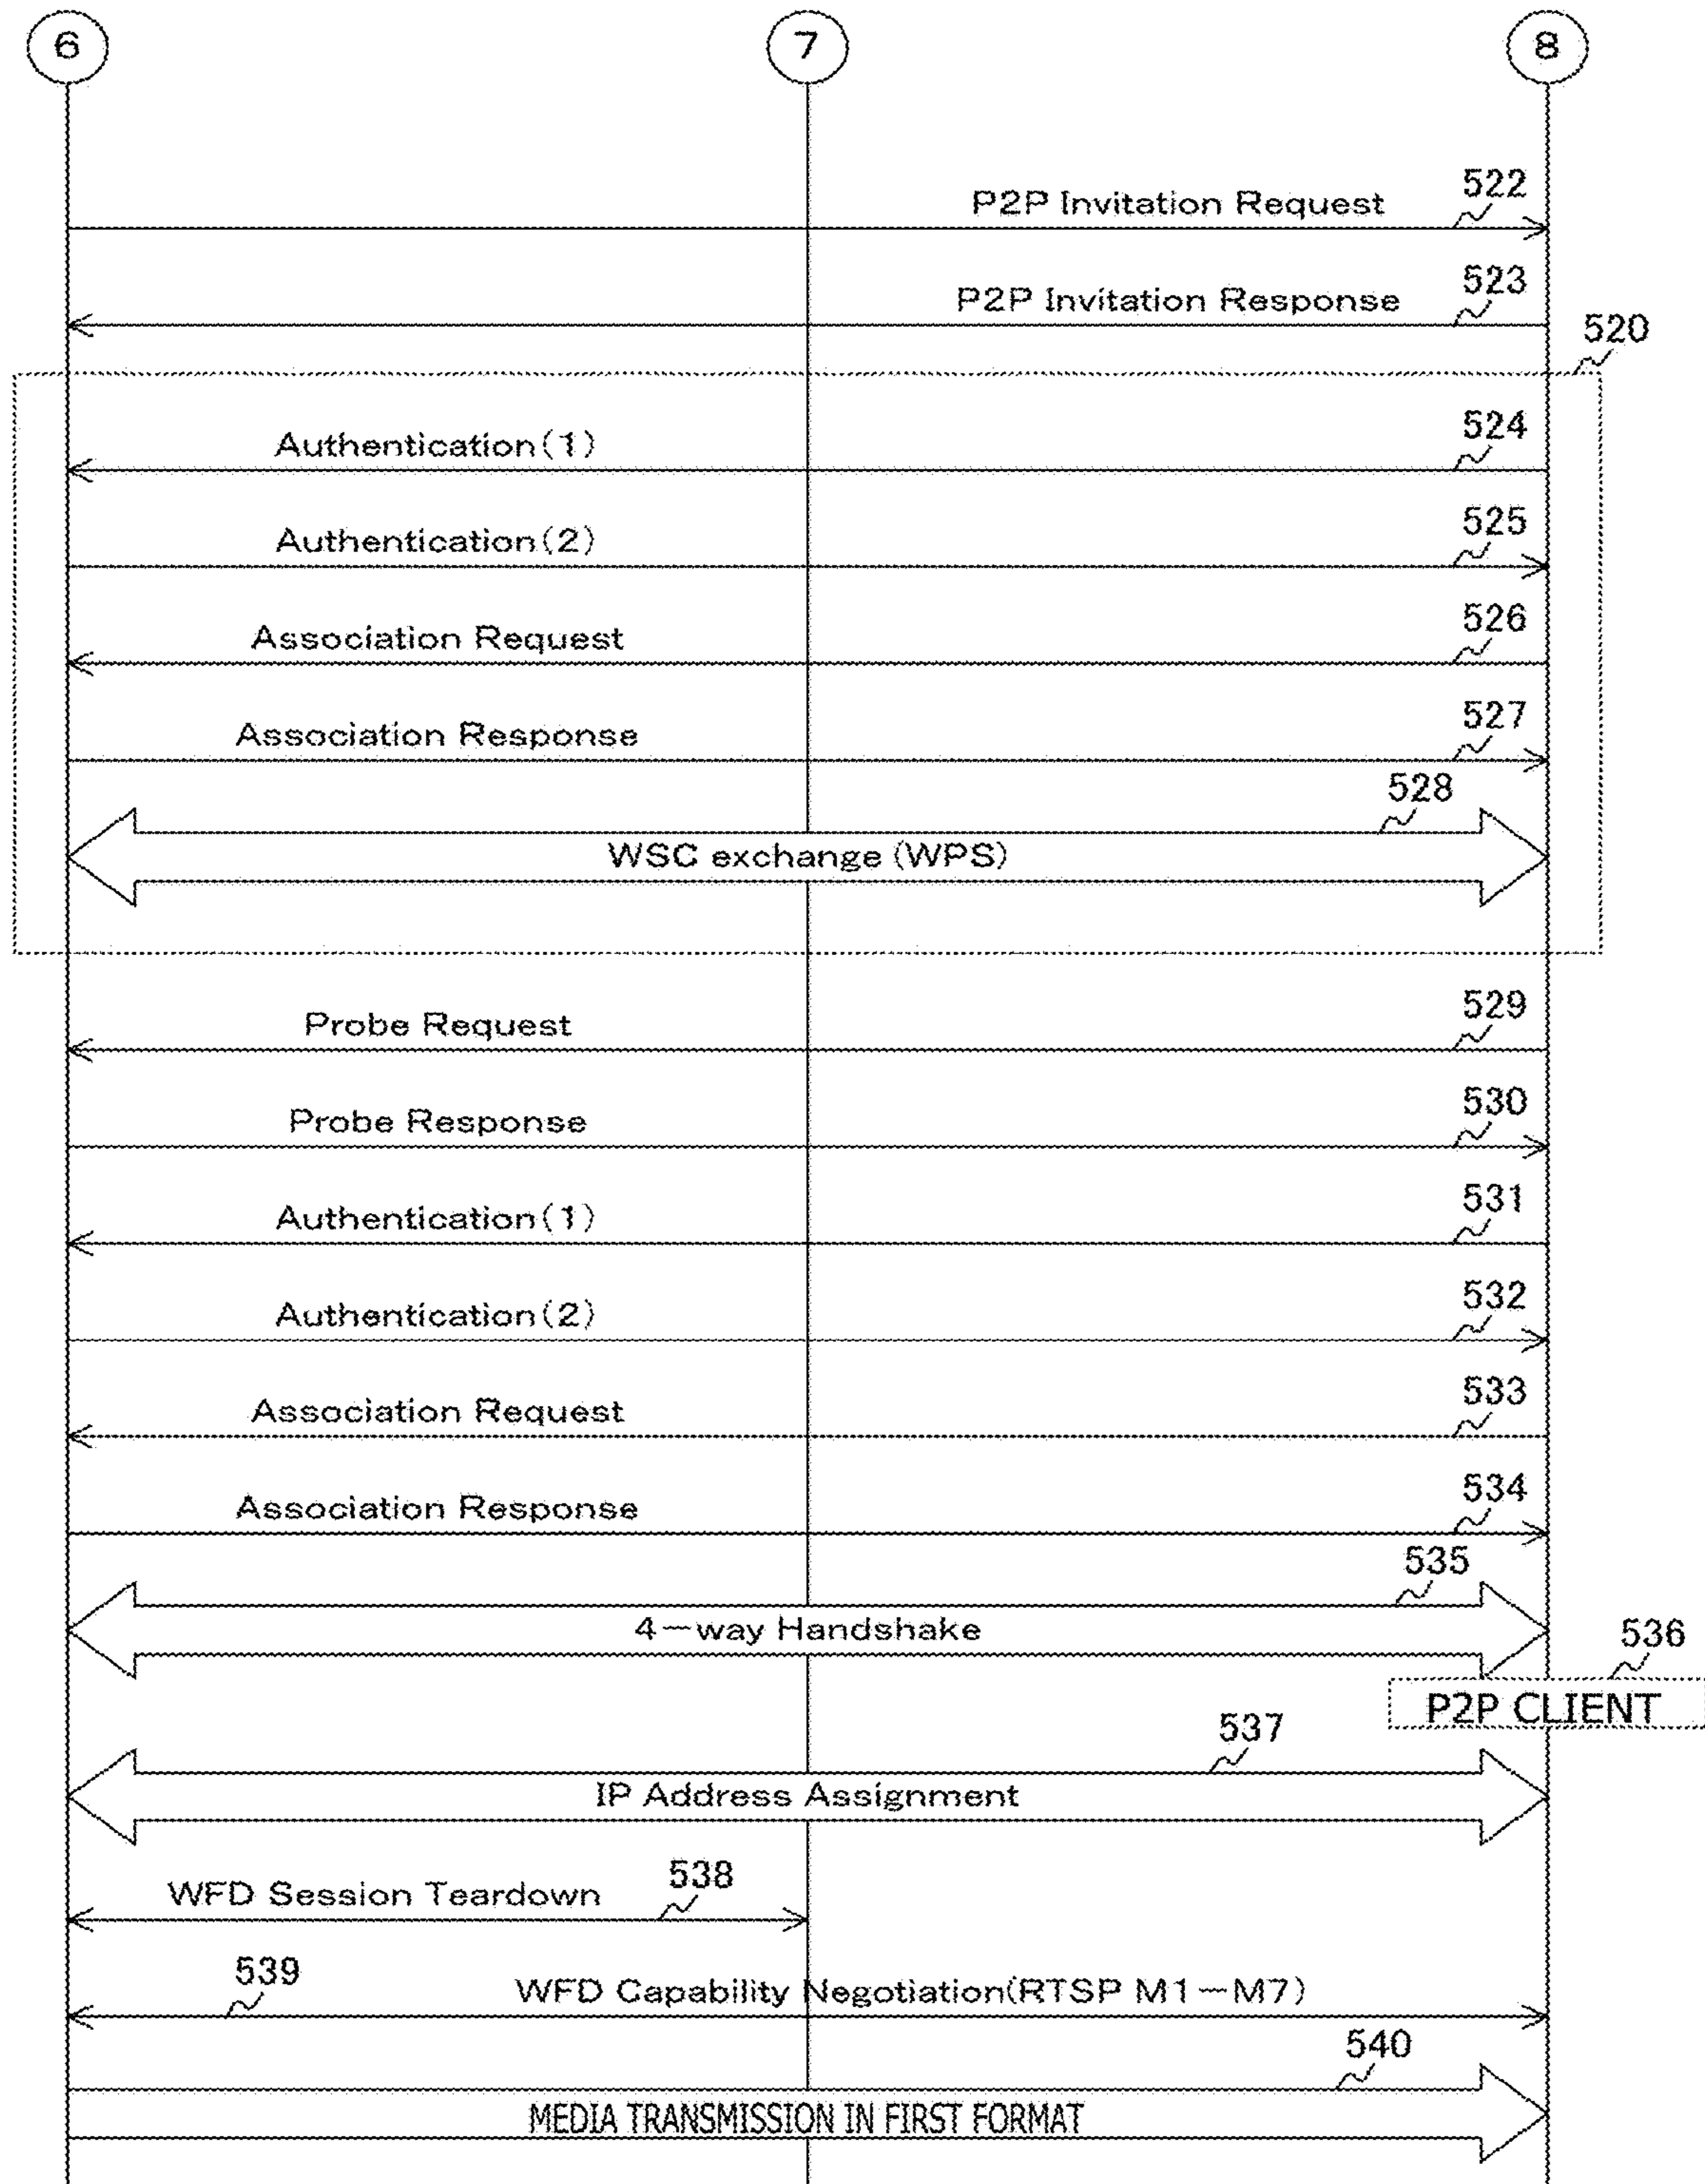 6 7 8
522
P2P Invitation Request
523
P2P Invitation Response
520
524
Authentication(1)
525
Authentication(2)
526
Association Request
527
Association Response
528
WSC exchange (WPS)
529
Probe Request
530
Probe Response
531
Authentication(1)
532
Authentication(2)
533
Association Request
534
Association Response
535
4-way Handshake
536
P2P CLIENT
537
IP Address Assignment
538
WFD Session Teardown
539
WFD Capability Negotiation(RTSP M1-M7)
540
MEDIA TRANSMISSION IN FIRST FORMAT